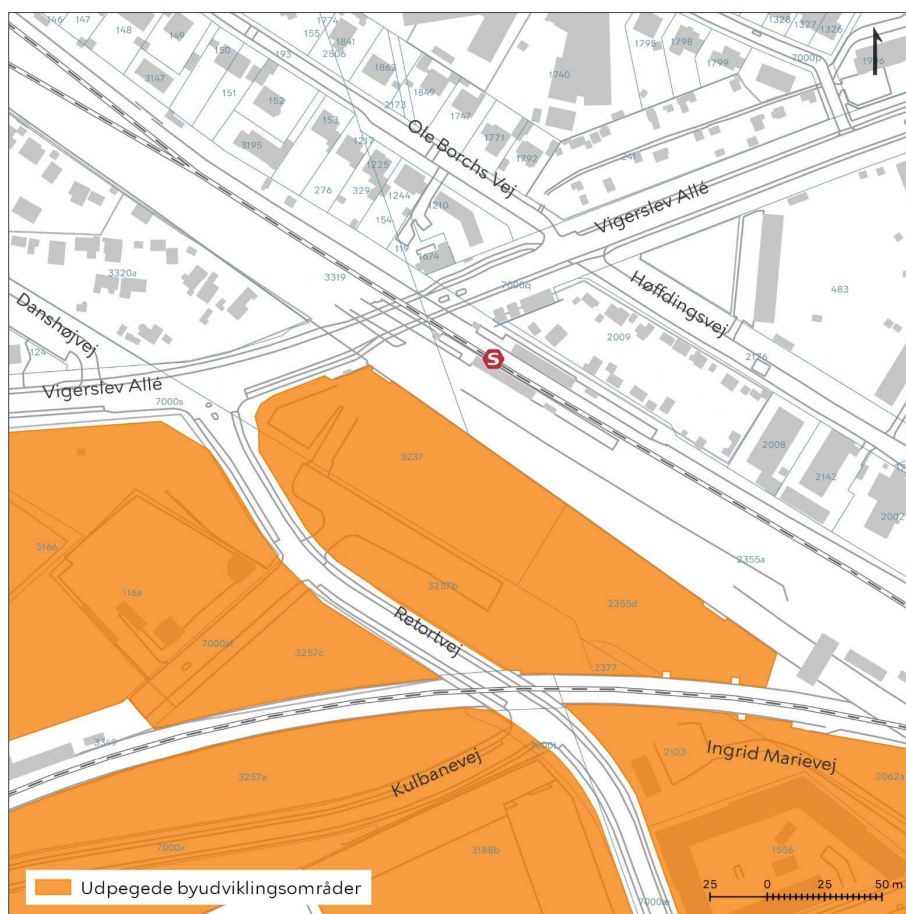 146
147
148
149
150
193
155
1774
1841
2506
1863
1849
2173
1747
1771
1792
1740
1795
1798
1799
1328
1327
1326
7000p
1996
3147
151
152
153
3195
1217
1225
276
329
1244
154
1210
119
1674
Ole Borchs Vej
241
Vigerslev Allé
3320a
3319
7000q
Høffdingsvej
483
2009
2126
Danshøjvej
124
S
Vigerslev Allé
7000s
3237
2008
2142
2002
3166
116a
3257b
2355d
2355a
Retortvej
7000af
3257c
2377
3349
3257a
Kulbanevej
2103
Ingrid Marievej
2062a
7000x
3188b
1556
Udpegede byudviklingsområder
25 0 25 50 m